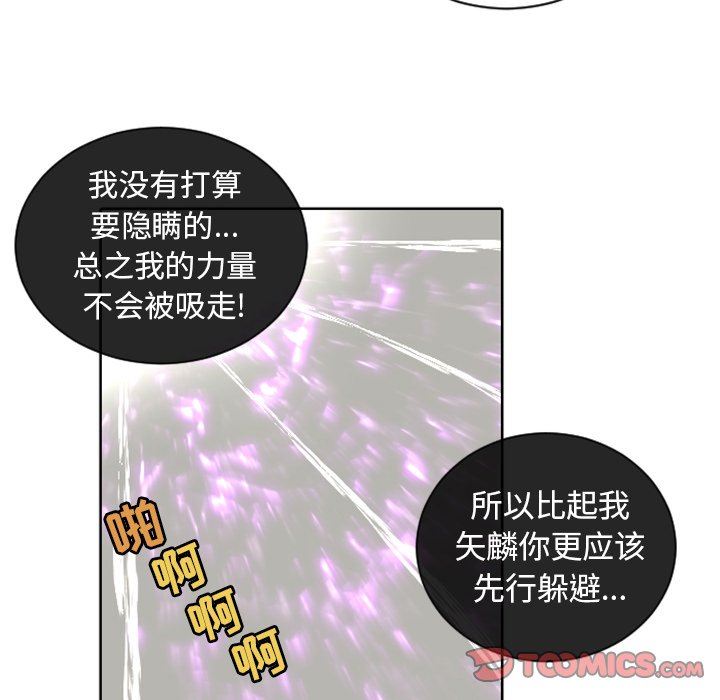 我没有打算
要隐瞒的...
总之我的力量
不会被吸走!
所以比起我
矢麟你更应该
先行躲避...
啪
啊
啊
啊
TOOMICS.COM